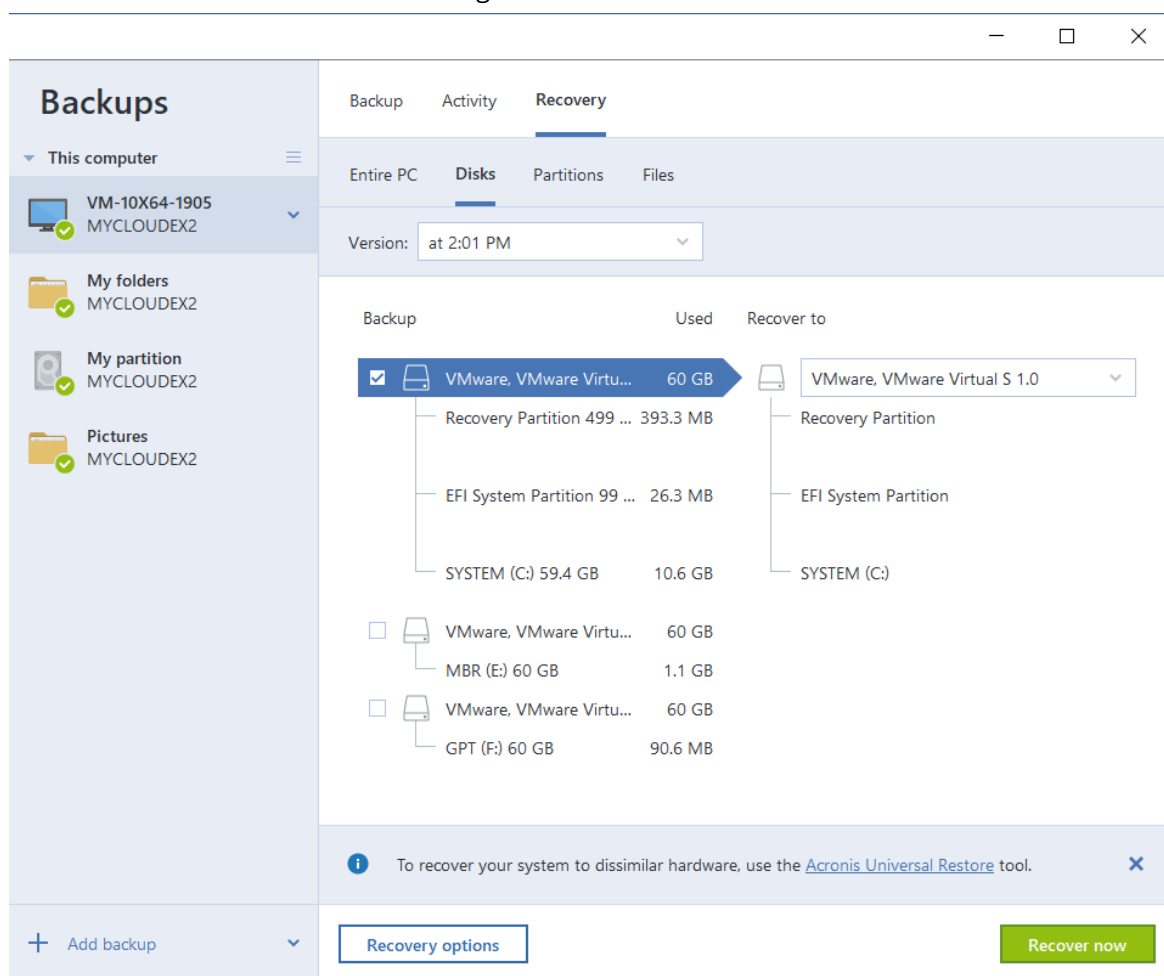 Backups
This computer
VM-10X64-1905
MYCLOUDEX2
My folders
MYCLOUDEX2
My partition
MYCLOUDEX2
Pictures
MYCLOUDEX2
Add backup
Backup Activity Recovery
Entire PC Disks Partitions Files
Version: at 2:01 PM
Backup Used Recover to
VMware, VMware Virtu... 60 GB VMware, VMware Virtual S 1.0
Recovery Partition 499 ... 393.3 MB Recovery Partition
EFI System Partition 99 ... 26.3 MB EFI System Partition
SYSTEM (C:) 59.4 GB 10.6 GB SYSTEM (C:)
VMware, VMware Virtu... 60 GB
MBR (E:) 60 GB 1.1 GB
VMware, VMware Virtu... 60 GB
GPT (F:) 60 GB 90.6 MB
To recover your system to dissimilar hardware, use the Acronis Universal Restore tool.
Recovery options Recover now